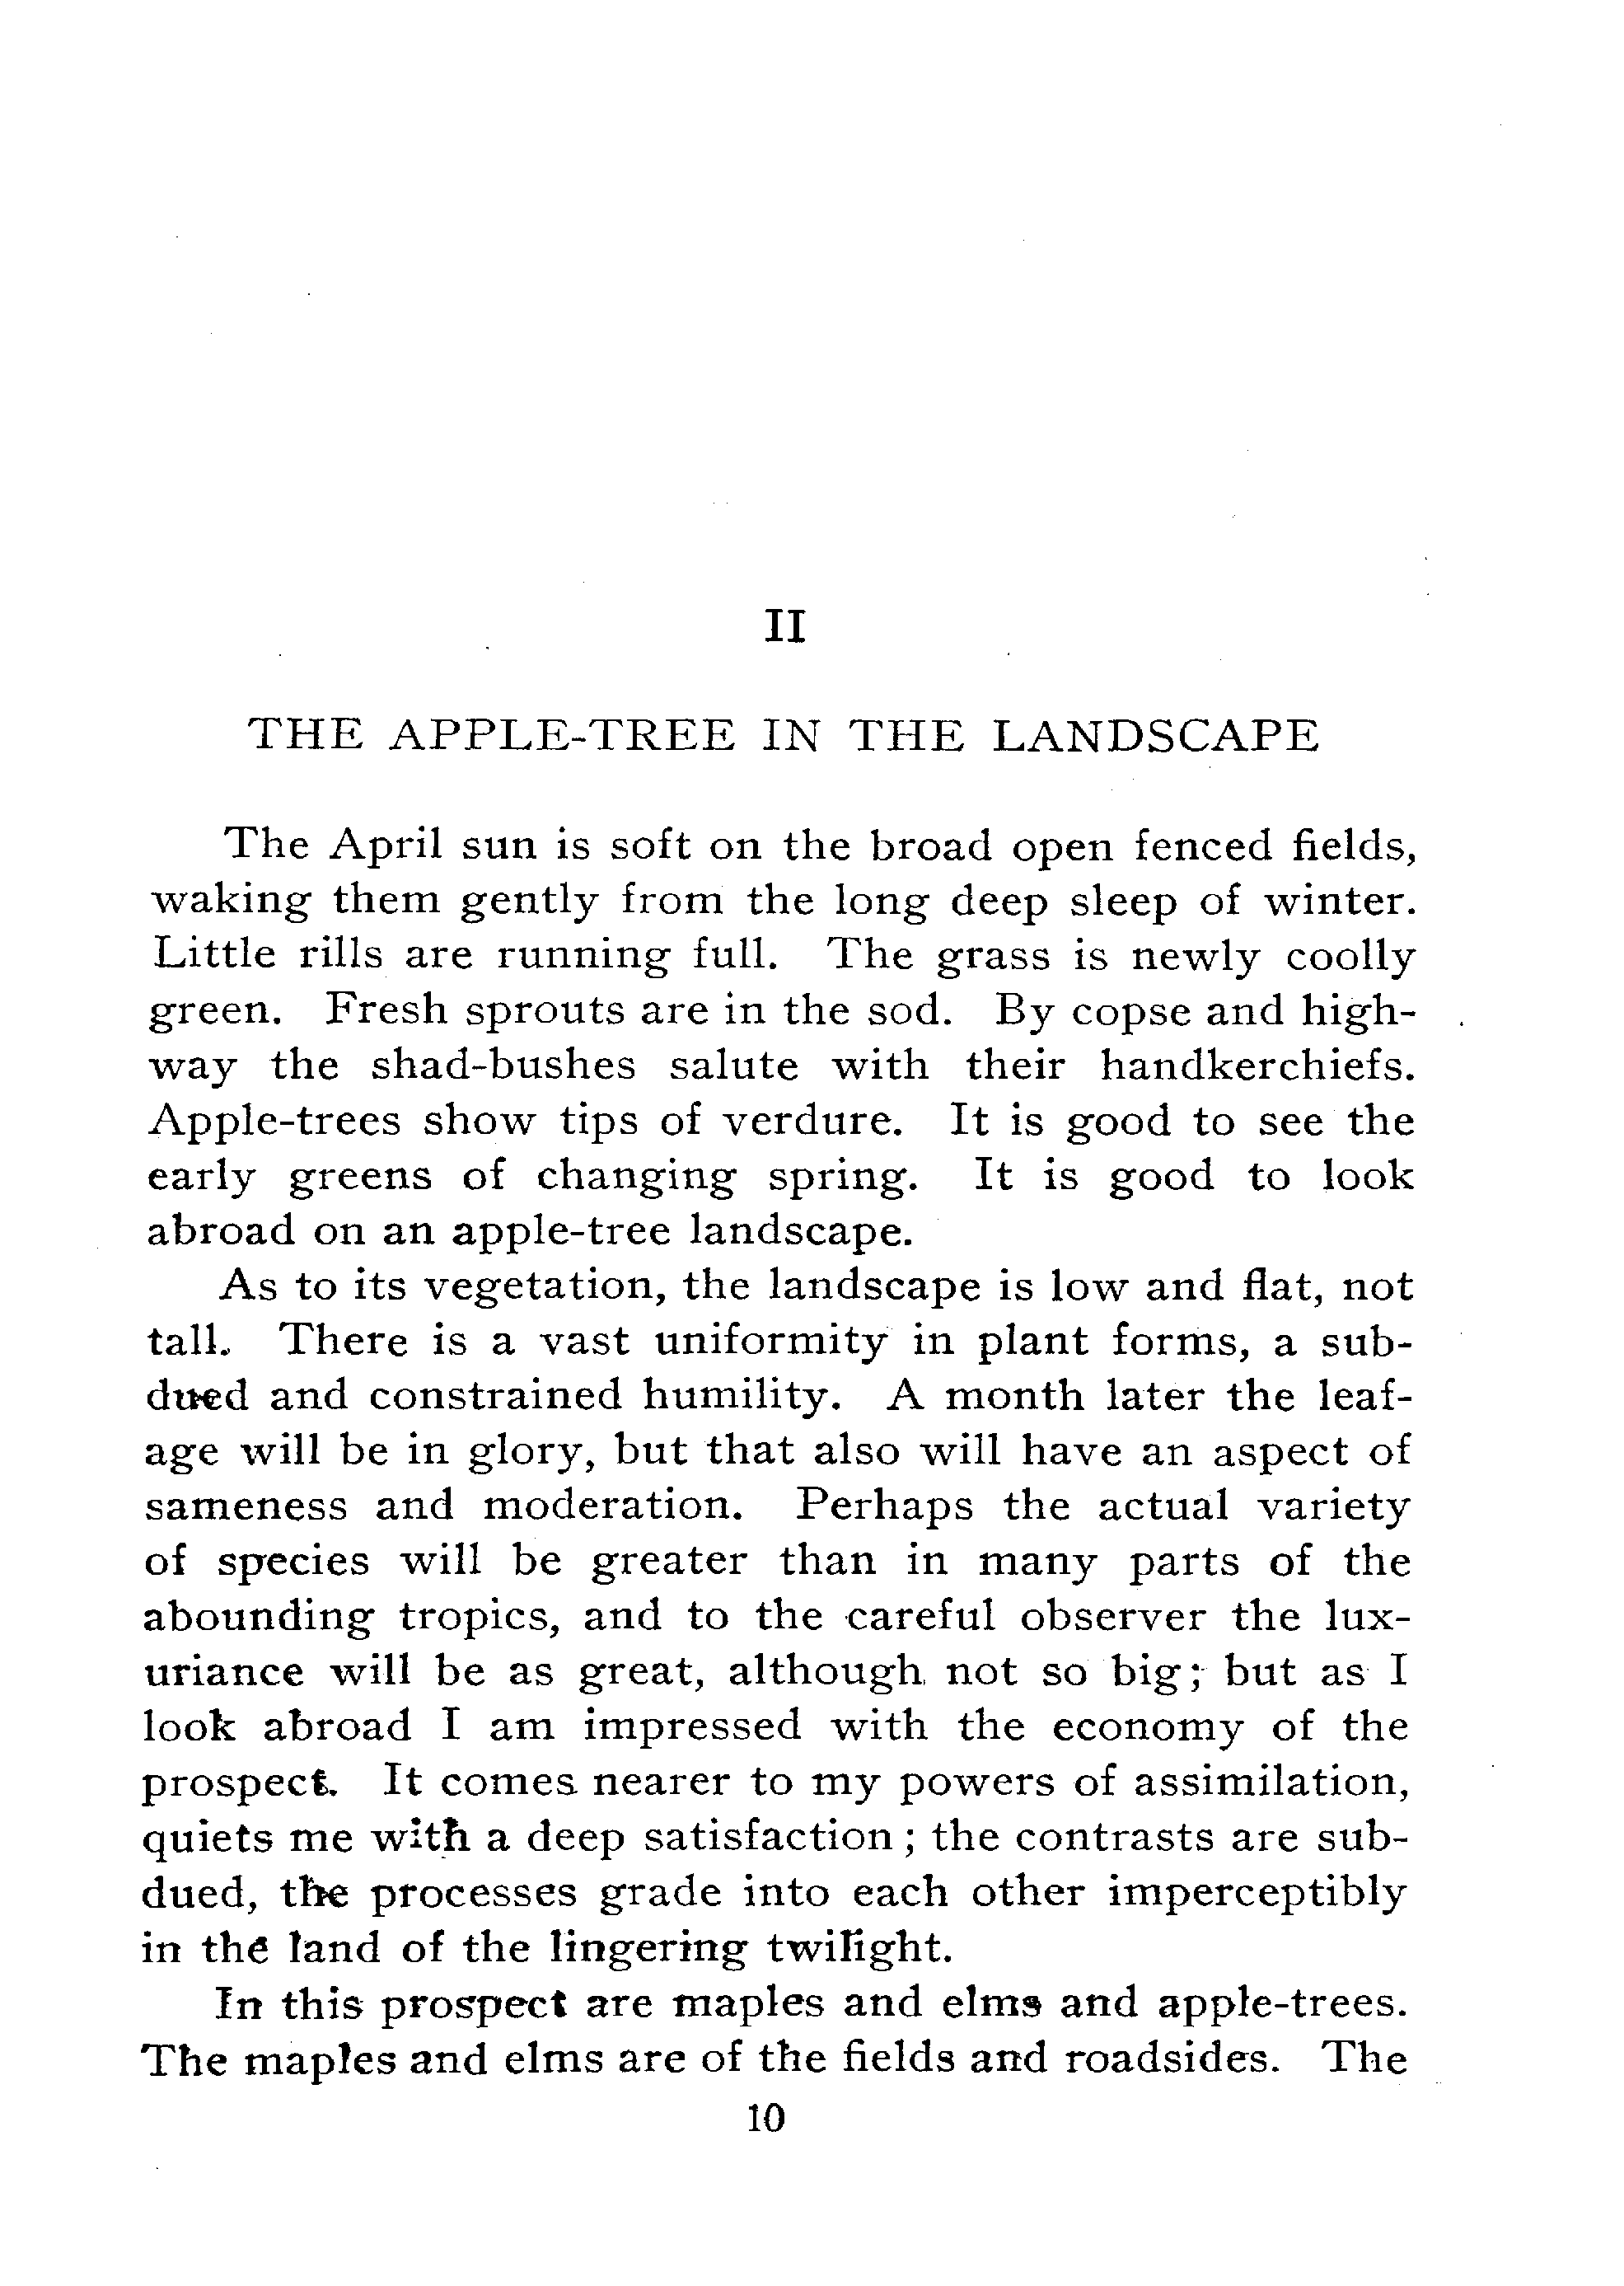 II
THE APPLE-TREE IN THE LANDSCAPE
The April sun is soft on the broad open fenced fields,
waking them gently from the long deep sleep of winter.
Little rills are running full. The grass is newly coolly
green. Fresh sprouts are in the sod. By copse and high-
way the shad-bushes salute with their handkerchiefs.
Apple-trees show tips of verdure. It is good to see the
early greens of changing spring. It is good to look
abroad on an apple-tree landscape.
As to its vegetation, the landscape is low and flat, not
tall. There is a vast uniformity in plant forms, a sub-
dued and constrained humility. A month later the leaf-
age will be in glory, but that also will have an aspect of
sameness and moderation. Perhaps the actual variety
of species will be greater than in many parts of the
abounding tropics, and to the careful observer the lux-
uriance will be as great, although not so big; but as I
look abroad I am impressed with the economy of the
prospect. It comes nearer to my powers of assimilation,
quiets me with a deep satisfaction; the contrasts are sub-
dued, the processes grade into each other imperceptibly
in the land of the lingering twilight.
In this prospect are maples and elms and apple-trees.
The maples and elms are of the fields and roadsides. The
10